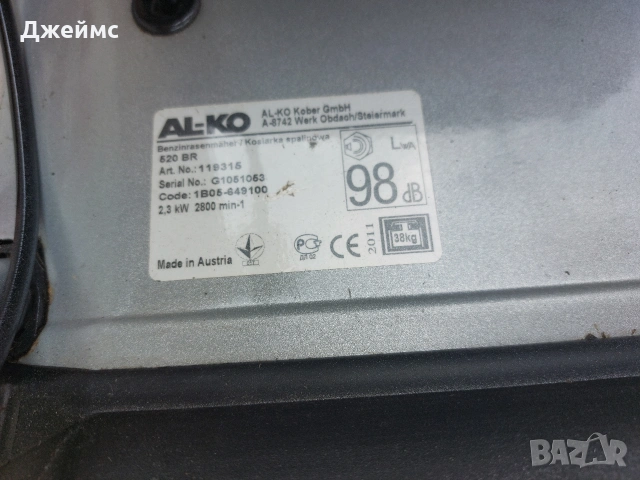 Джеймс
AL-KO
AL-KO Kober GmbH
A-8742 Werk Obdach/Steiermark
Benzinrasenmäher / Kosiarka spalinowa
520 BR
Art. No.: 119315
Serial No.: G1051053
Code: 1B05-649100
2,3 kW 2800 min-1
LWA
98 dB
Made in Austria
CE
2011
38kg
BAZAR